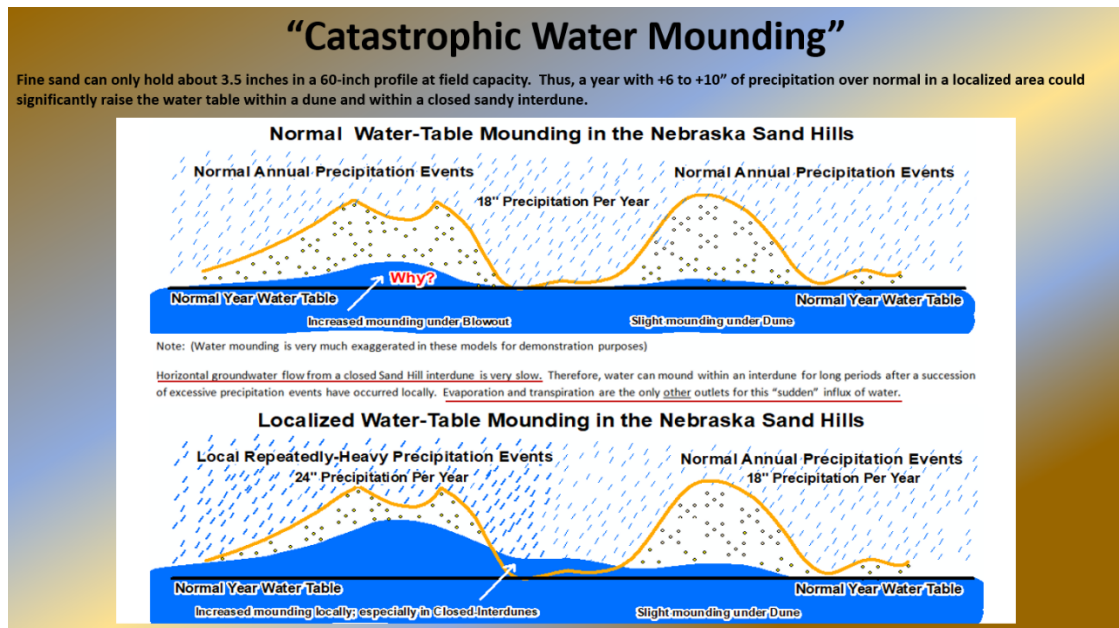 “Catastrophic Water Mounding”
Fine sand can only hold about 3.5 inches in a 60-inch profile at field capacity.  Thus, a year with +6 to +10” of precipitation over normal in a localized area could
significantly raise the water table within a dune and within a closed sandy interdune.
Normal  Water-Table Mounding in the Nebraska Sand Hills
Normal Annual Precipitation Events
Normal Annual Precipitation Events
18" Precipitation Per Year
Why?
Normal Year Water Table
Normal Year Water Table
Increased mounding under Blowout
Slight mounding under Dune
Note:  (Water mounding is very much exaggerated in these models for demonstration purposes)
Horizontal groundwater flow from a closed Sand Hill interdune is very slow.  Therefore, water can mound within an interdune for long periods after a succession
of excessive precipitation events have occurred locally.  Evaporation and transpiration are the only other outlets for this “sudden” influx of water.
Localized Water-Table Mounding in the Nebraska Sand Hills
Local Repeatedly-Heavy Precipitation Events
24" Precipitation Per Year
Normal Annual Precipitation Events
18" Precipitation Per Year
Normal Year Water Table
Normal Year Water Table
Increased mounding locally; especially in Closed-Interdunes
Slight mounding under Dune